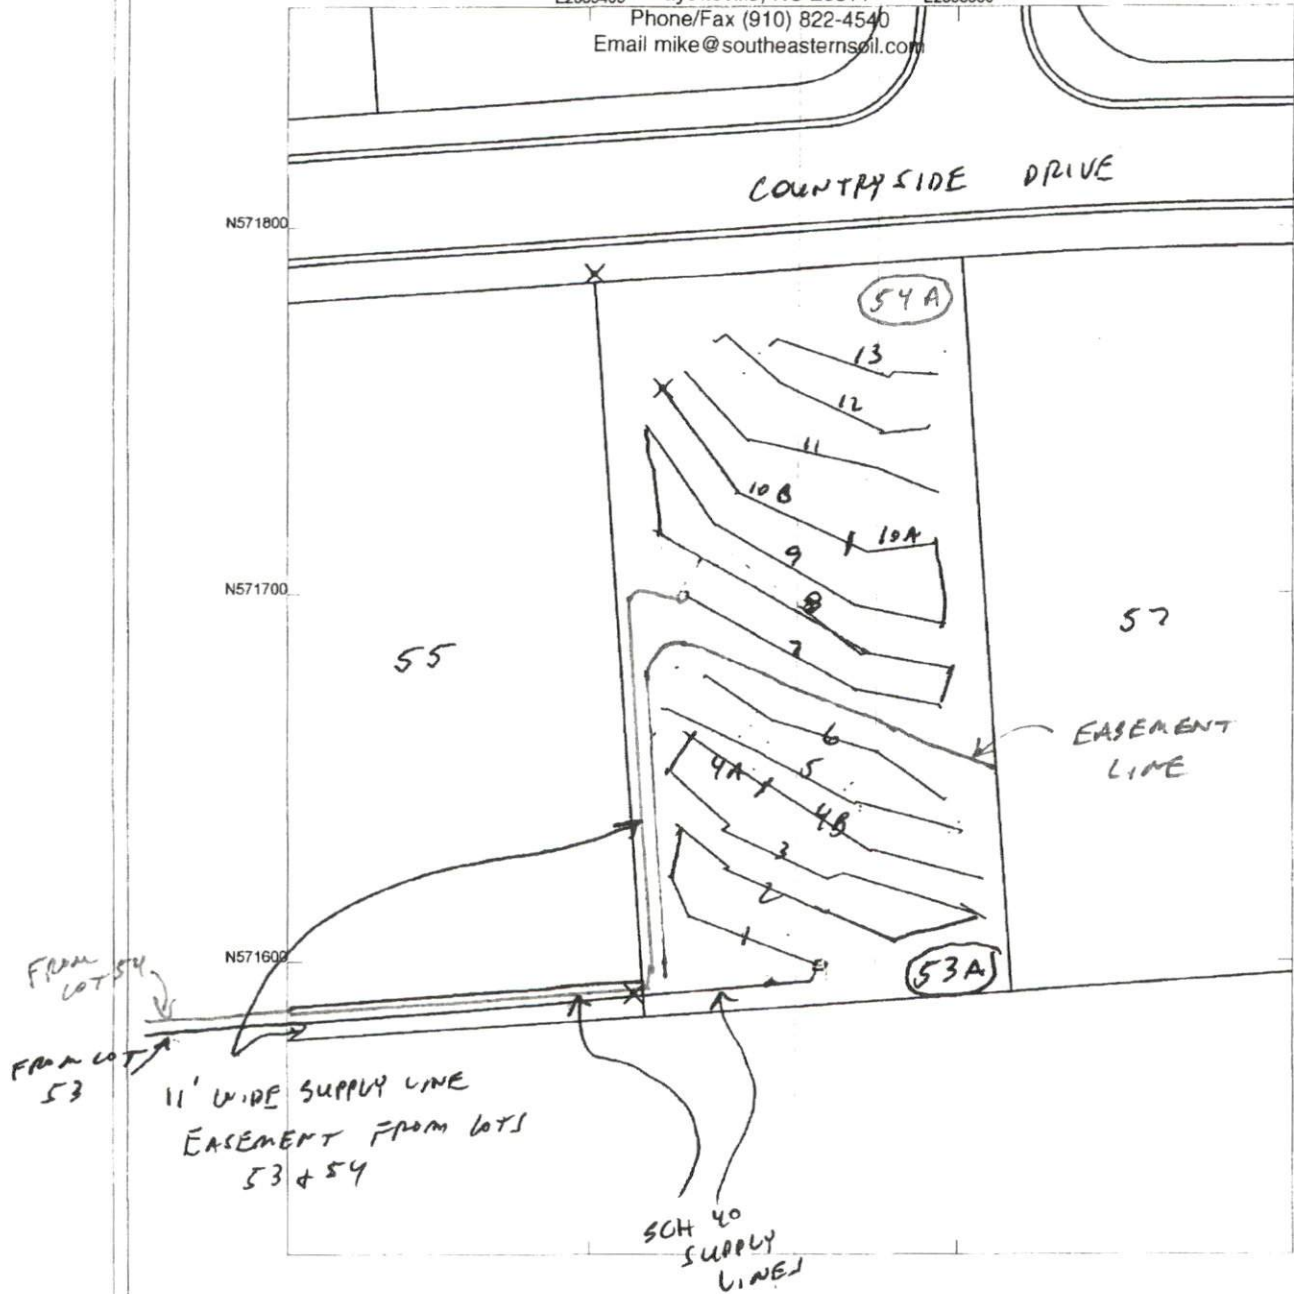 Phone/Fax (910) 822-4540
Email mike@southeasternsoil.com
COUNTRYSIDE DRIVE
N571800
54A
13
12
11
10B
10A
9
8
N571700
7
57
55
6
EASEMENT
LINE
5
4A
4B
3
2
1
N571600
53A
FROM
LOT 54
FROM LOT
53
11' WIDE SUPPLY LINE
EASEMENT FROM LOTS
53 & 54
SCH 40
SUPPLY
LINES